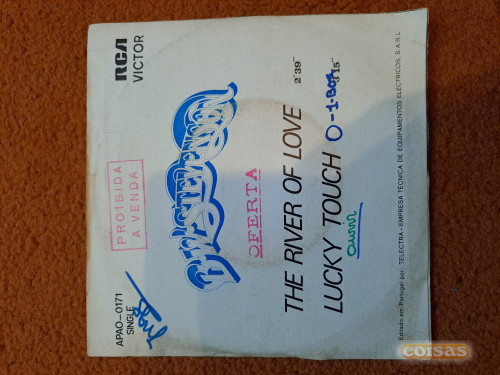 RCA
VICTOR
APAO-0171
SINGLE
PROIBIDA
A VENDA
B.W. STEVENSON
OFERTA
THE RIVER OF LOVE 2'39"
LUCKY TOUCH 3'15"
Editado em Portugal por: TELECTRA-EMPRESA TÉCNICA DE EQUIPAMENTOS ELÉCTRICOS, S.A.R.L.
coisas